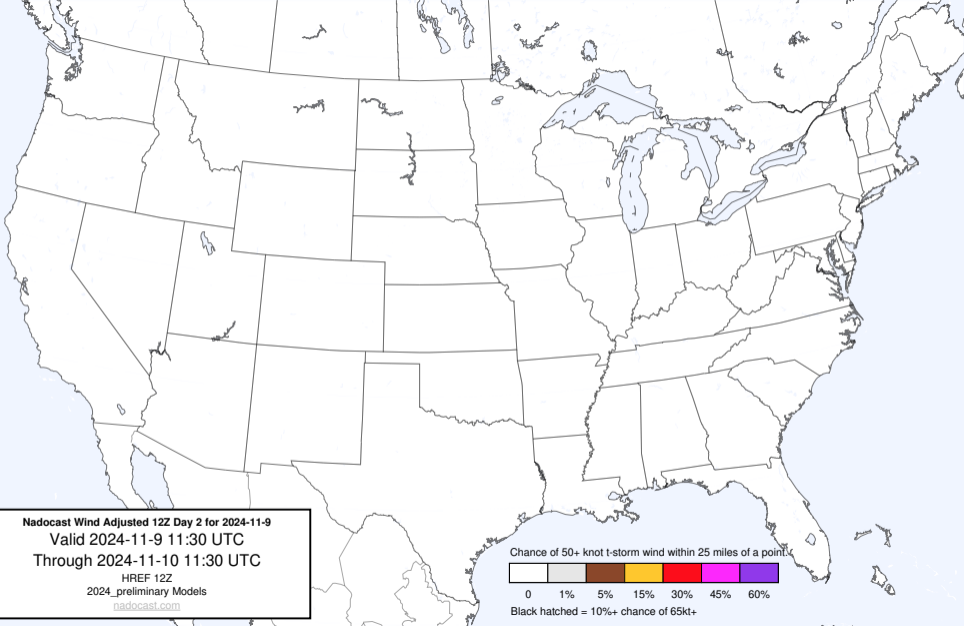 Nadocast Wind Adjusted 12Z Day 2 for 2024-11-9
Valid 2024-11-9 11:30 UTC
Through 2024-11-10 11:30 UTC
HREF 12Z
2024_preliminary Models
nadocast.com
Chance of 50+ knot t-storm wind within 25 miles of a point.
0 1% 5% 15% 30% 45% 60%
Black hatched = 10%+ chance of 65kt+